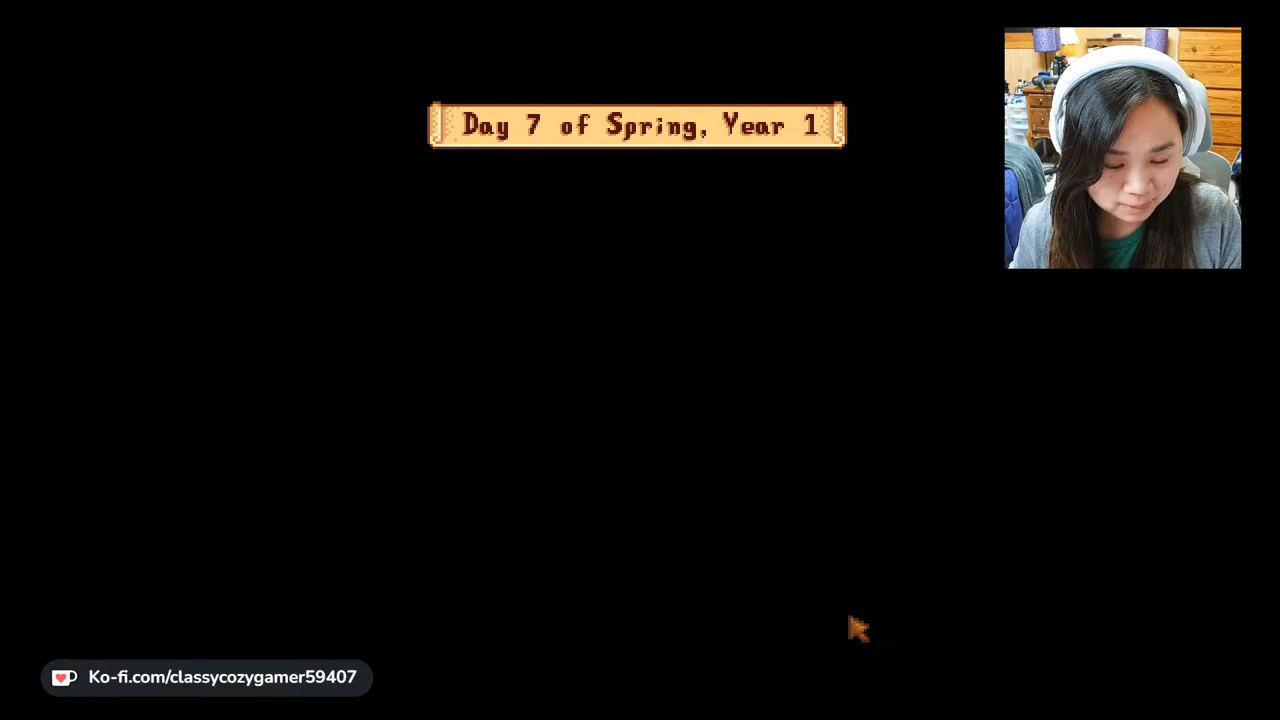 Day 7 of Spring, Year 1
Ko-fi.com/classycozygamer59407